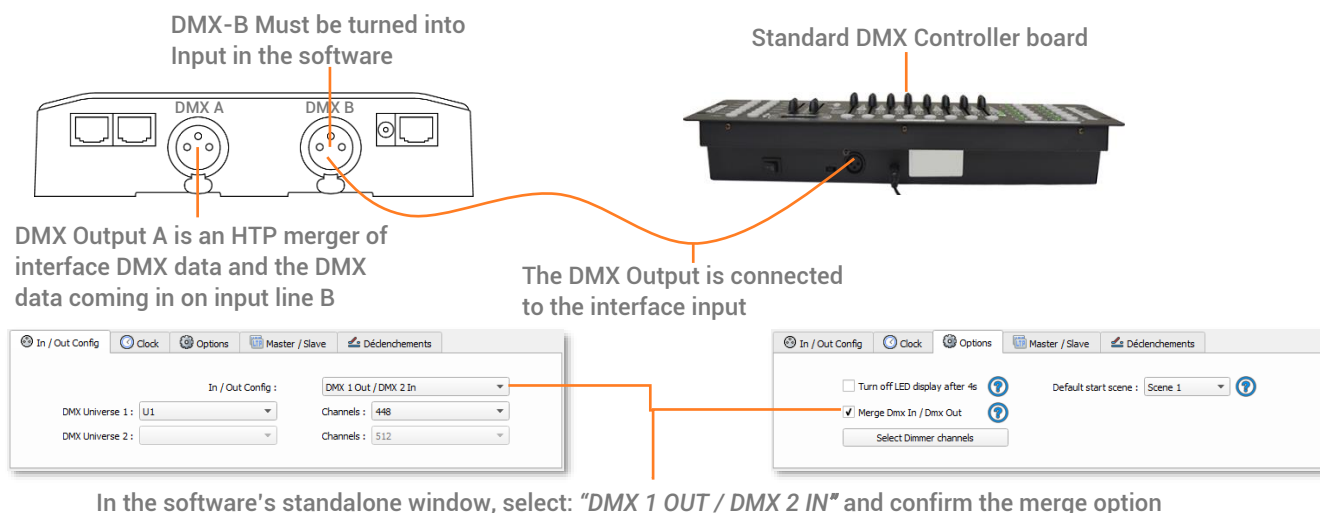 DMX-B Must be turned into
Input in the software
Standard DMX Controller board
DMX A
DMX B
DMX Output A is an HTP merger of
interface DMX data and the DMX
data coming in on input line B
The DMX Output is connected
to the interface input
In / Out Config
Clock
Options
Master / Slave
Déclenchements
In / Out Config :
DMX 1 Out / DMX 2 In
DMX Universe 1 :
U1
Channels :
448
DMX Universe 2 :
Channels :
512
In / Out Config
Clock
Options
Master / Slave
Déclenchements
Turn off LED display after 4s
?
Default start scene :
Scene 1
?
Merge Dmx In / Dmx Out
?
Select Dimmer channels
In the software's standalone window, select: "DMX 1 OUT / DMX 2 IN" and confirm the merge option